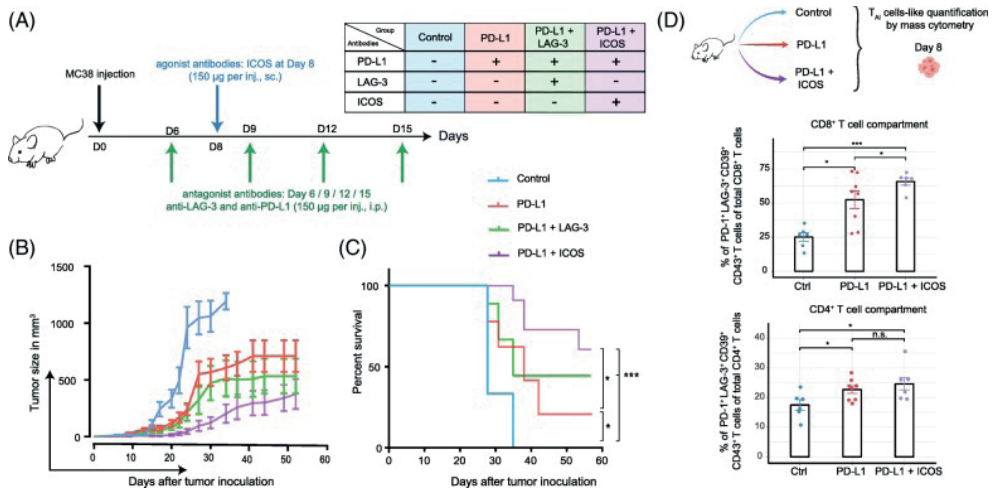 (A)
MC38 injection
agonist antibodies: ICOS at Day 8
(150 µg per inj., sc.)
D0
D6
D8
D9
D12
D15
Days
antagonist antibodies: Day 6 / 9 / 12 / 15
anti-LAG-3 and anti-PD-L1 (150 µg per inj., i.p.)
Group
Antibodies
Control
PD-L1
PD-L1 +
LAG-3
PD-L1 +
ICOS
PD-L1
-
+
+
+
LAG-3
-
-
+
-
ICOS
-
-
-
+
Control
PD-L1
PD-L1 + LAG-3
PD-L1 + ICOS
(B)
Tumor size in mm³
1500
1000
500
0
0 10 20 30 40 50 60
Days after tumor inoculation
(C)
Percent survival
100
50
0
0 10 20 30 40 50 60
Days after tumor inoculation
*
*
***
(D)
Control
PD-L1
PD-L1 +
ICOS
T_AI cells-like quantification
by mass cytometry
Day 8
CD8⁺ T cell compartment
% of PD-1⁺ LAG-3⁺ CD39⁺
CD43⁺ T cells of total CD8⁺ T cells
75
50
25
0
***
*
*
Ctrl PD-L1 PD-L1 + ICOS
CD4⁺ T cell compartment
% of PD-1⁺ LAG-3⁺ CD39⁺
CD43⁺ T cells of total CD4⁺ T cells
40
30
20
10
0
*
*
n.s.
Ctrl PD-L1 PD-L1 + ICOS